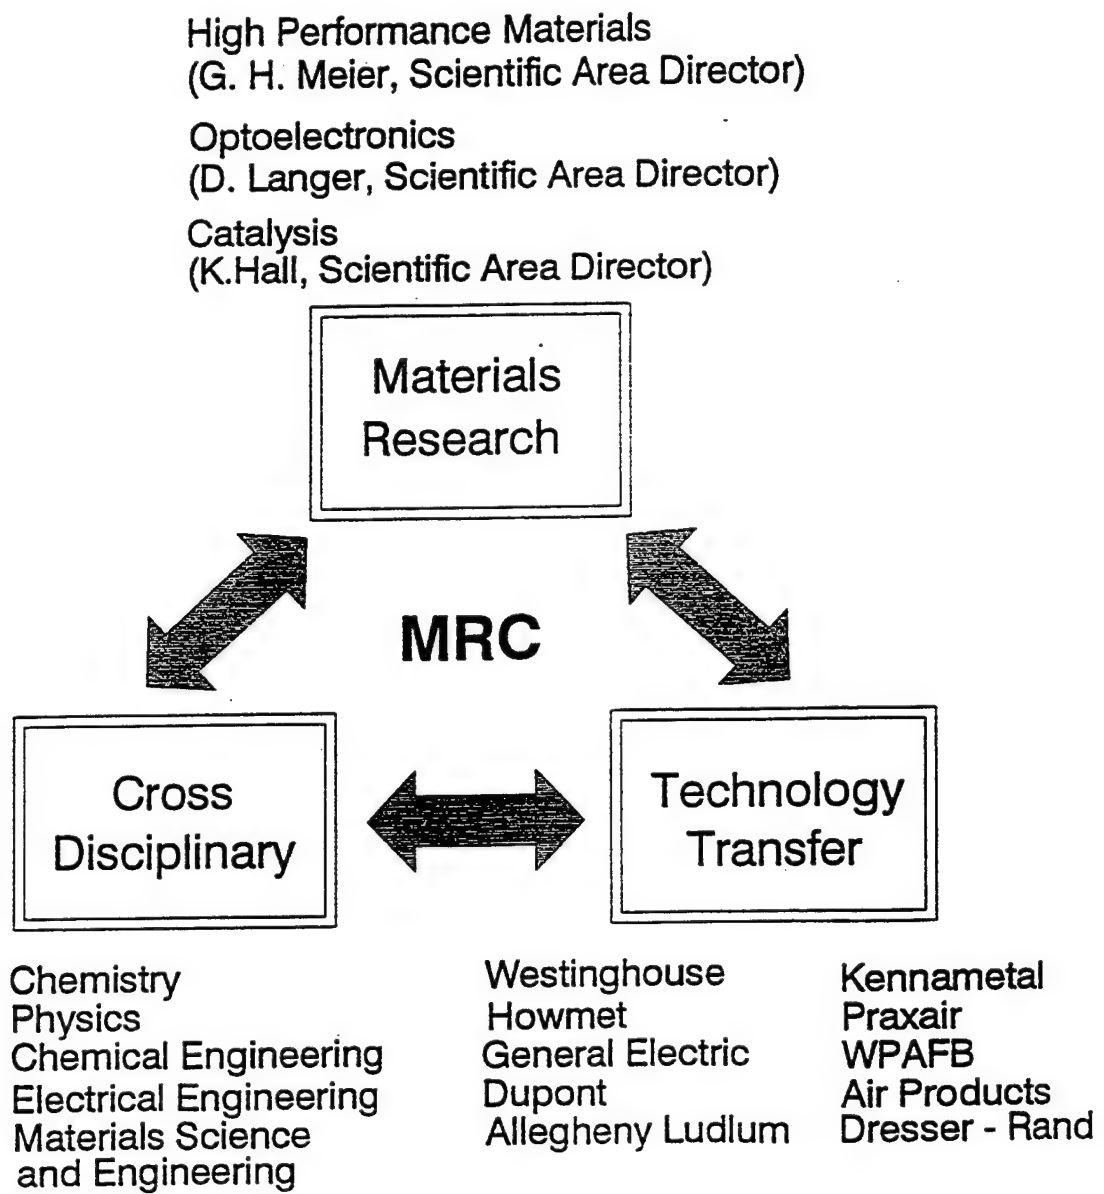 High Performance Materials
(G. H. Meier, Scientific Area Director)
Optoelectronics
(D. Langer, Scientific Area Director)
Catalysis
(K.Hall, Scientific Area Director)
Materials
Research
MRC
Cross
Disciplinary
Technology
Transfer
Chemistry
Physics
Chemical Engineering
Electrical Engineering
Materials Science
and Engineering
Westinghouse
Howmet
General Electric
Dupont
Allegheny Ludlum
Kennametal
Praxair
WPAFB
Air Products
Dresser - Rand